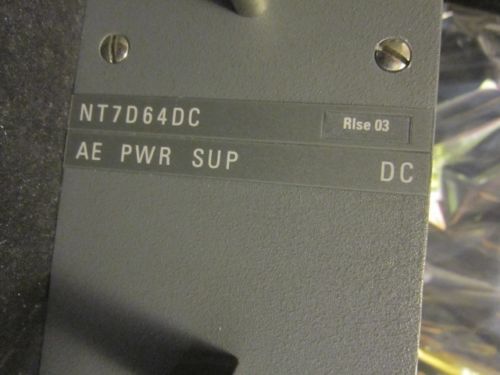 NT7D64DC Rlse 03
AE PWR SUP DC